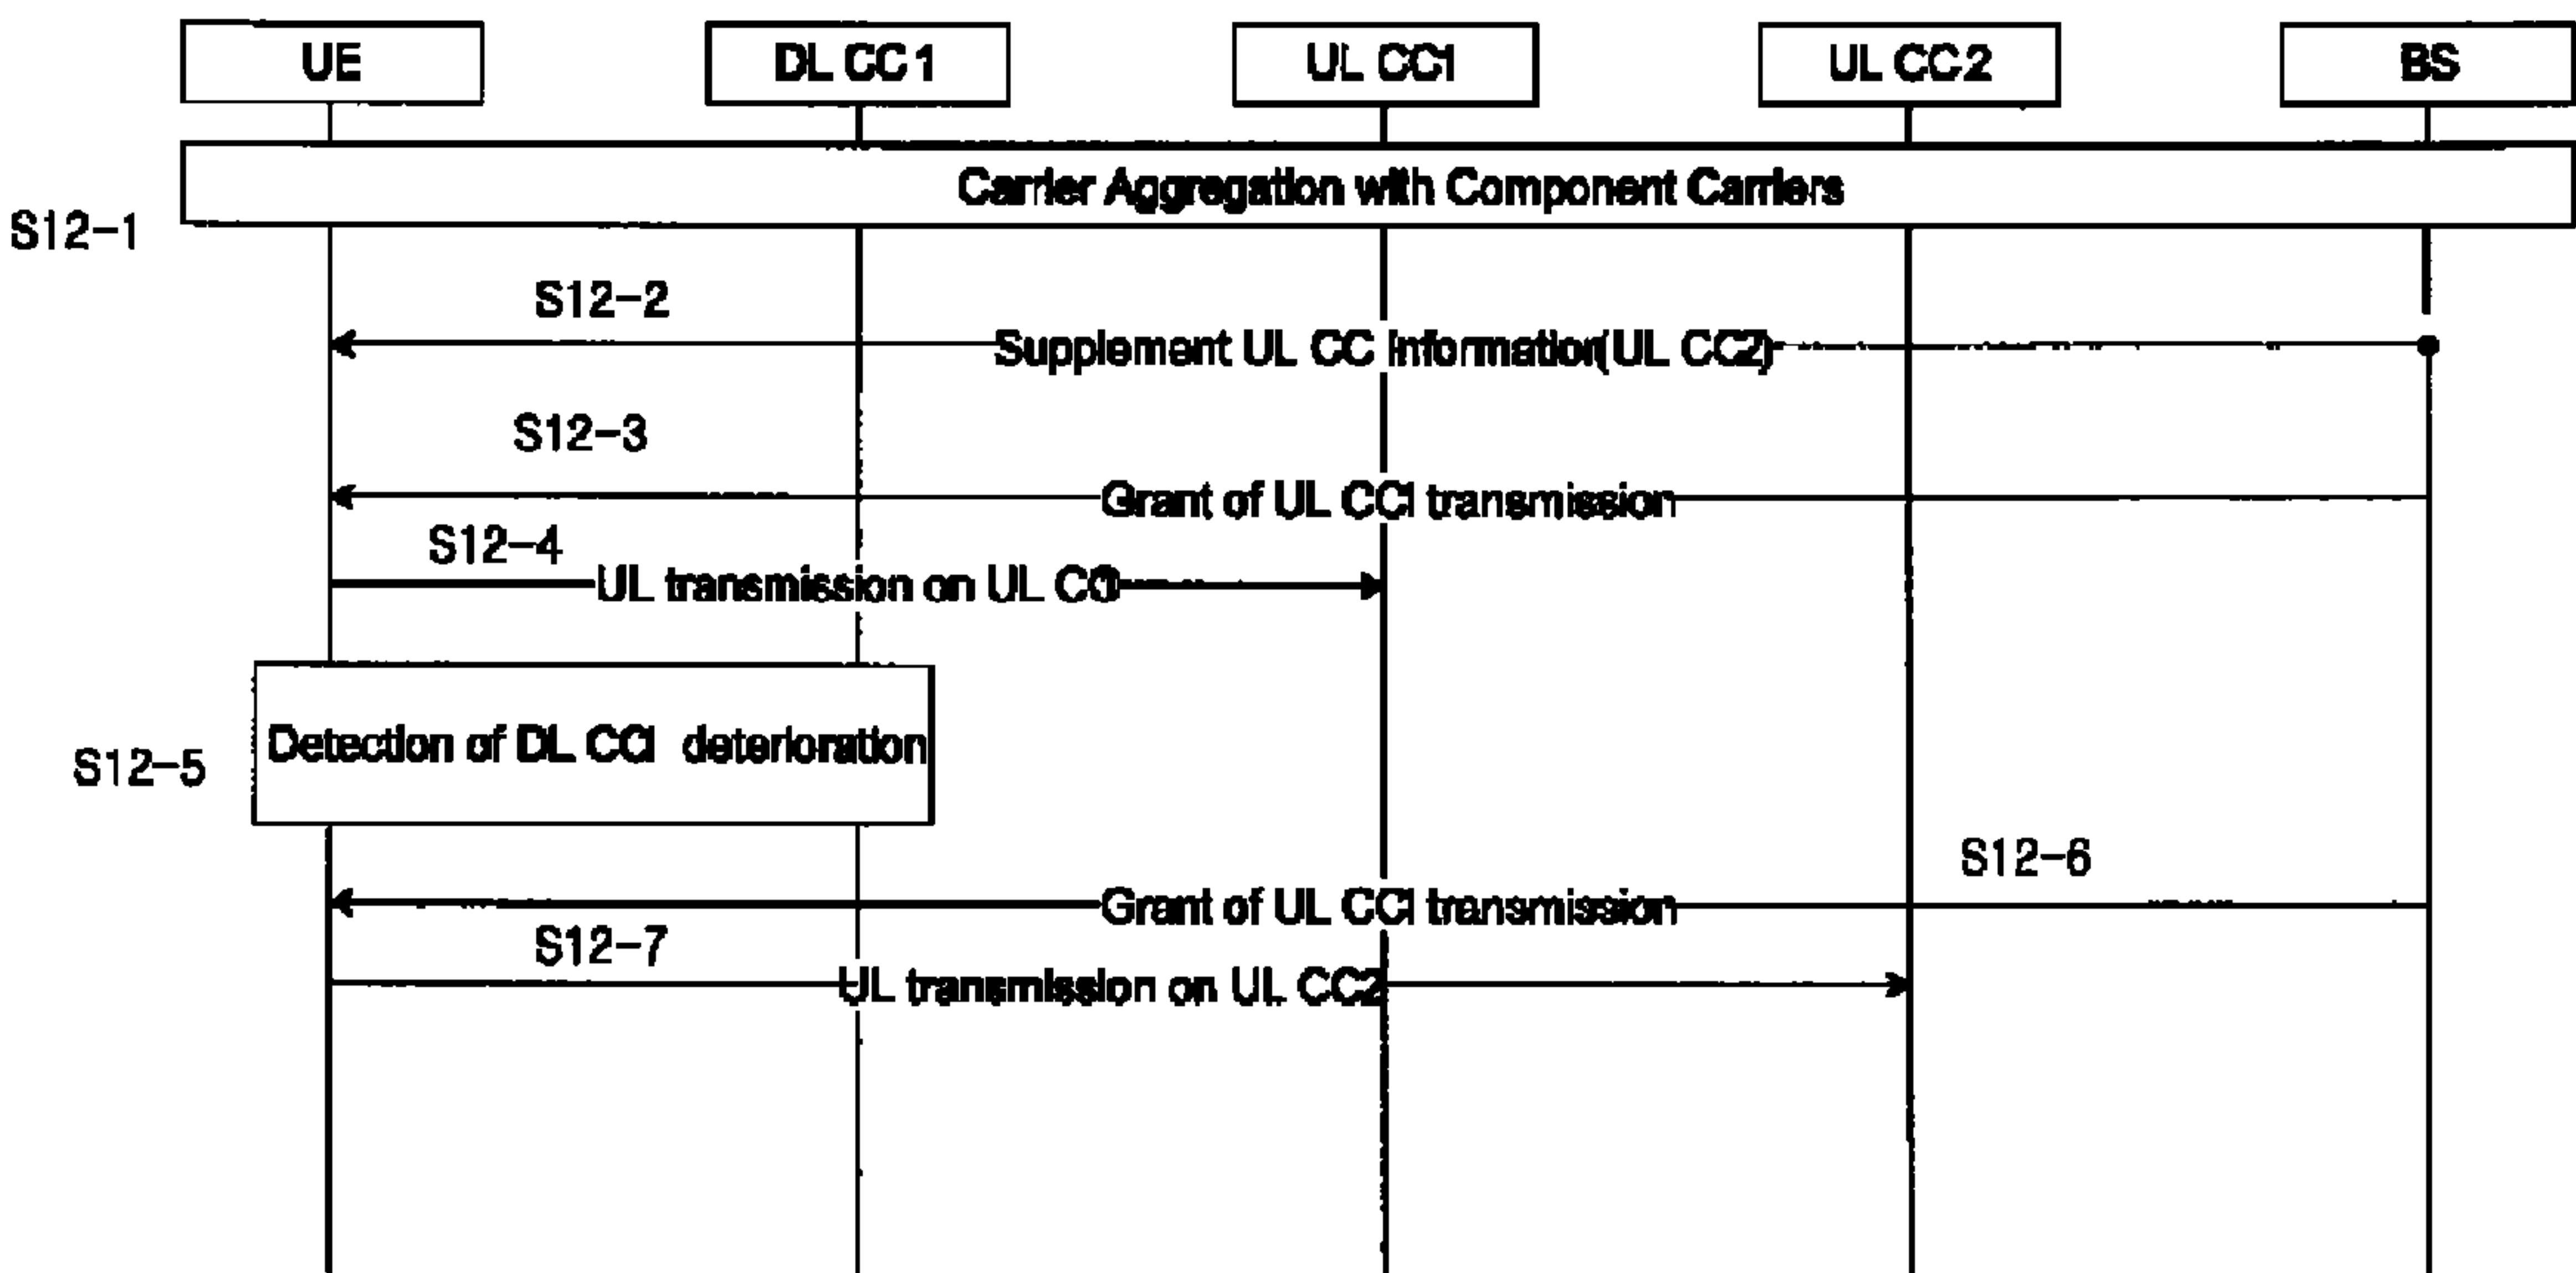 UE
DL CC1
UL CC1
UL CC2
BS
Carrier Aggregation with Component Carriers
S12-1
S12-2
Supplement UL CC Information(UL CC2)
S12-3
Grant of UL CC1 transmission
S12-4
UL transmission on UL CC1
Detection of DL CC1 deterioration
S12-5
S12-6
Grant of UL CC1 transmission
S12-7
UL transmission on UL CC2